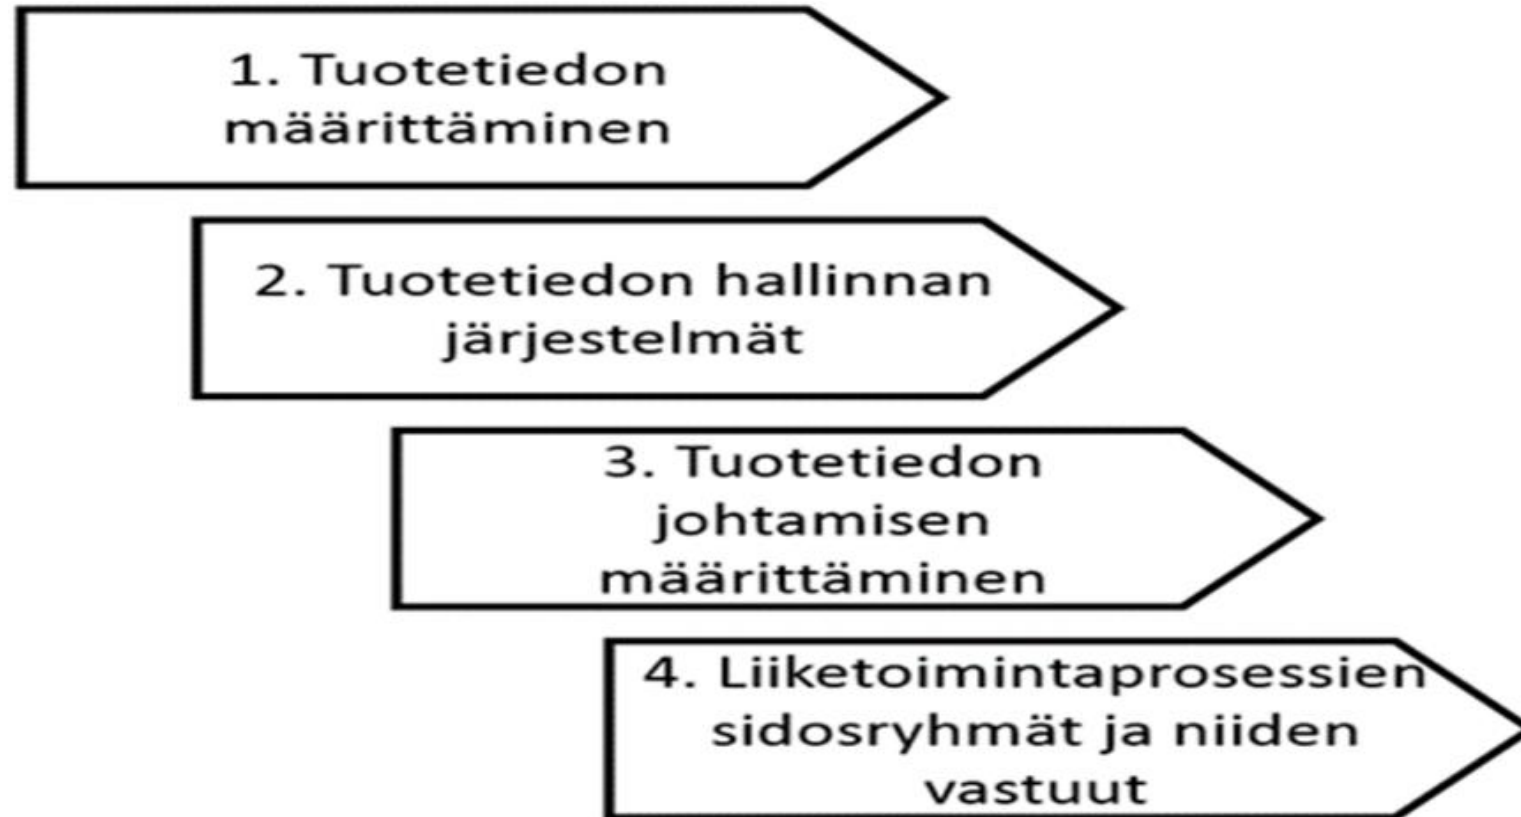 1. Tuotetiedon
määrittäminen
2. Tuotetiedon hallinnan
järjestelmät
3. Tuotetiedon
johtamisen
määrittäminen
4. Liiketoimintaprosessien
sidosryhmät ja niiden
vastuut